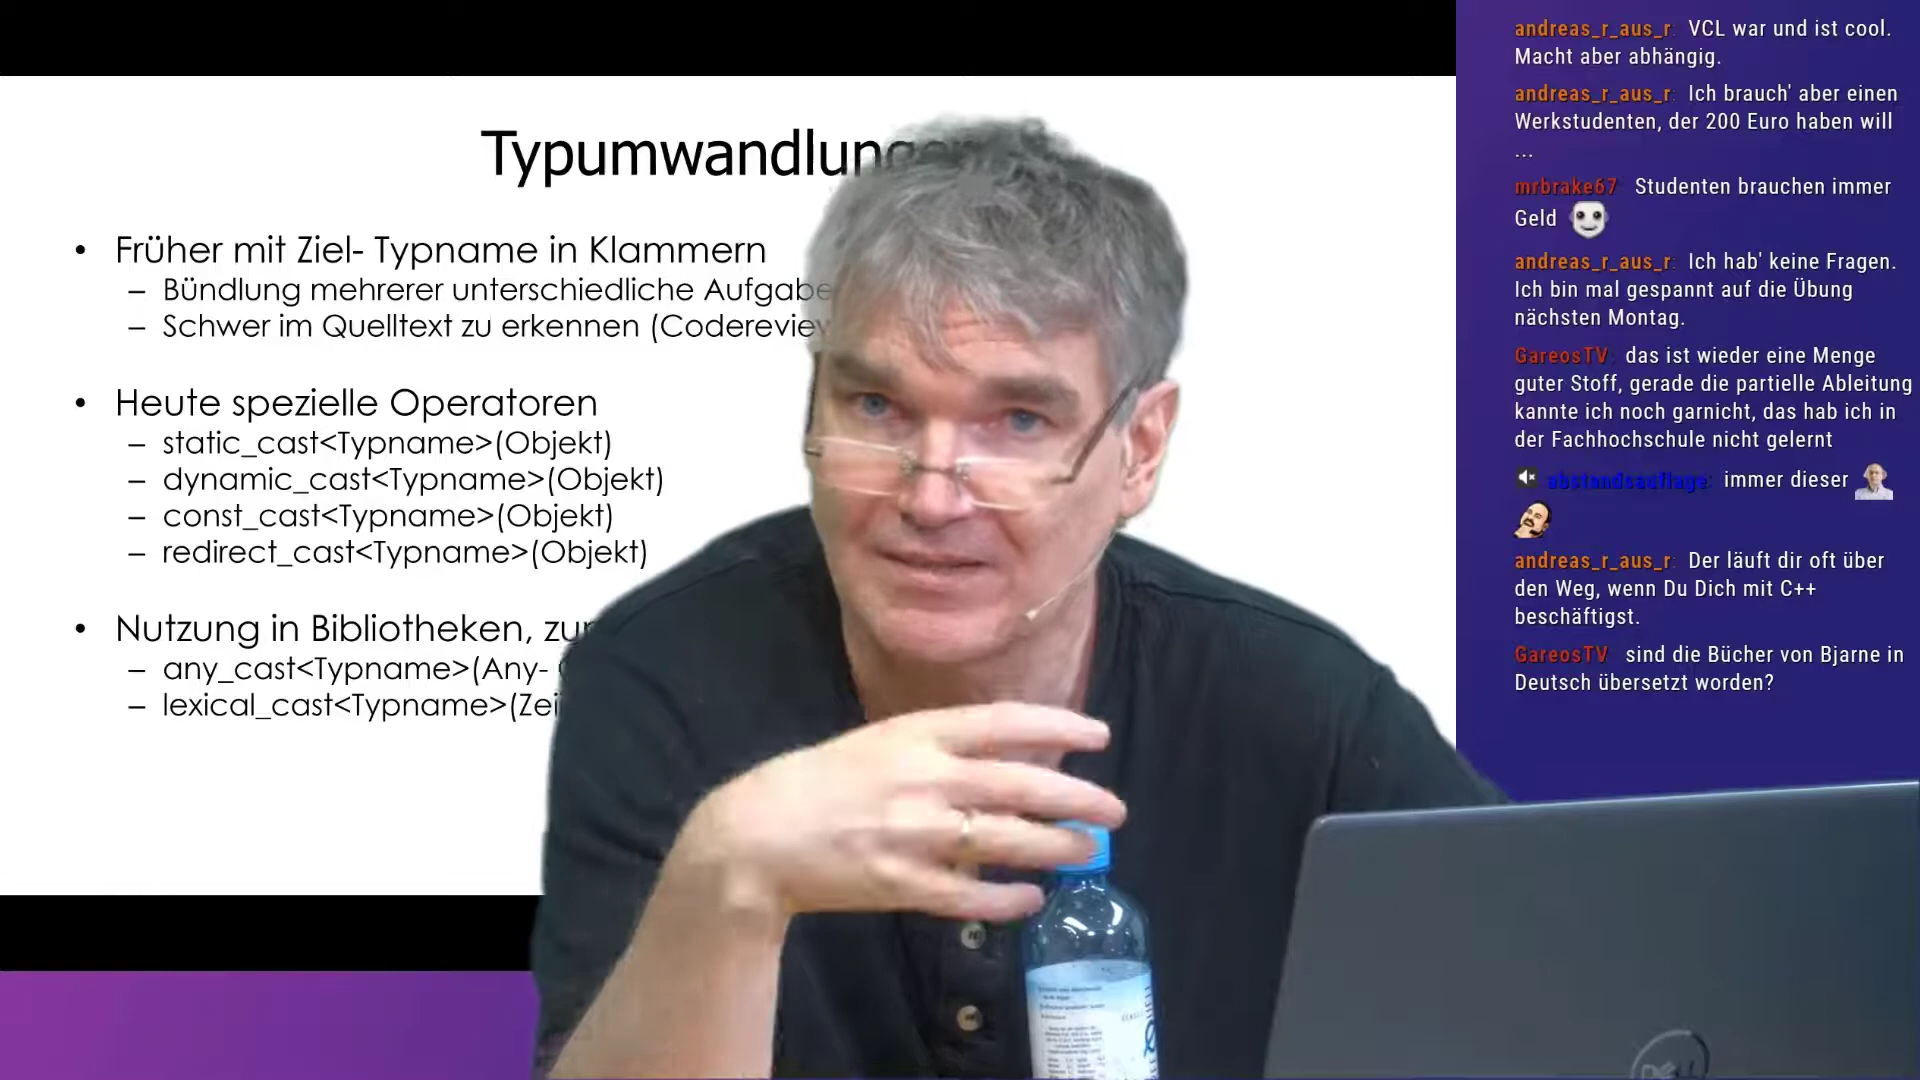 Typumwandlungen
• Früher mit Ziel- Typname in Klammern
– Bündlung mehrerer unterschiedliche Aufgabe
– Schwer im Quelltext zu erkennen (Codereview
• Heute spezielle Operatoren
– static_cast<Typname>(Objekt)
– dynamic_cast<Typname>(Objekt)
– const_cast<Typname>(Objekt)
– redirect_cast<Typname>(Objekt)
• Nutzung in Bibliotheken, zu
– any_cast<Typname>(Any-
– lexical_cast<Typname>(Zei
andreas_r_aus_r: VCL war und ist cool.
Macht aber abhängig.
andreas_r_aus_r: Ich brauch' aber einen
Werkstudenten, der 200 Euro haben will
...
mrbrake67: Studenten brauchen immer
Geld
andreas_r_aus_r: Ich hab' keine Fragen.
Ich bin mal gespannt auf die Übung
nächsten Montag.
GareosTV: das ist wieder eine Menge
guter Stoff, gerade die partielle Ableitung
kannte ich noch garnicht, das hab ich in
der Fachhochschule nicht gelernt
abstandsauflage: immer dieser
andreas_r_aus_r: Der läuft dir oft über
den Weg, wenn Du Dich mit C++
beschäftigst.
GareosTV: sind die Bücher von Bjarne in
Deutsch übersetzt worden?
DELL